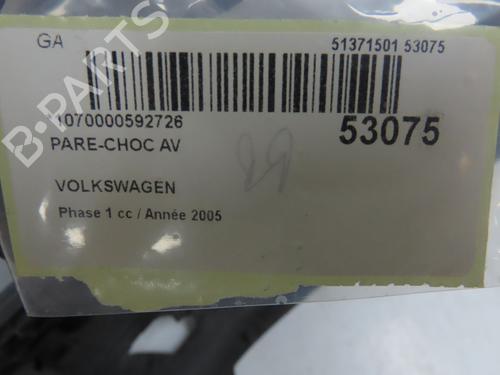 GA
51371501 53075
1070000592726
53075
PARE-CHOC AV
VOLKSWAGEN
Phase 1 cc / Année 2005
B-PARTS